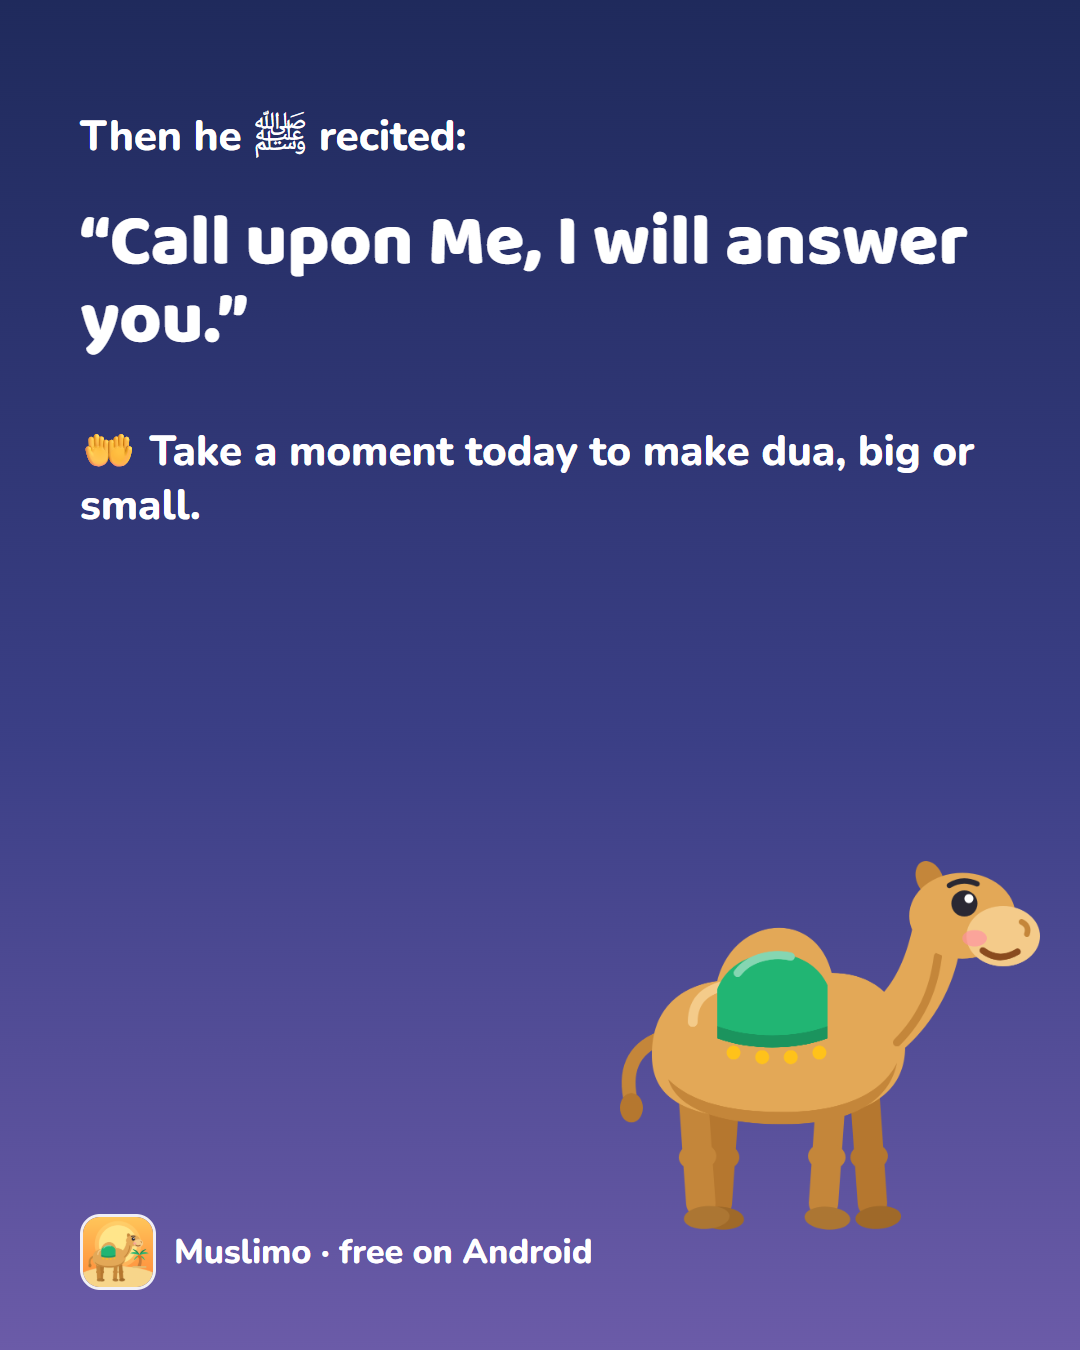 Then he ﷺ recited:
“Call upon Me, I will answer
you.”
🤲 Take a moment today to make dua, big or
small.
Muslimo · free on Android